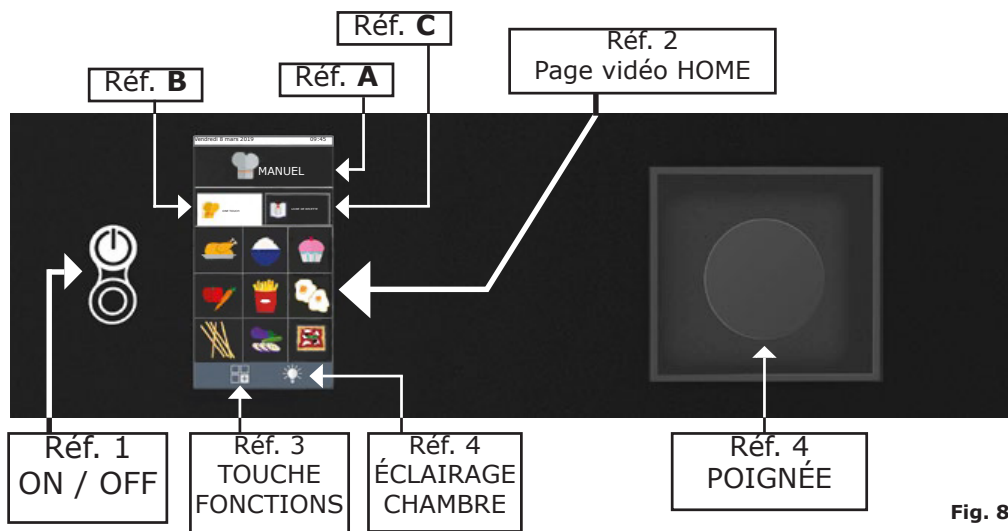 Réf. C
Réf. 2
Page vidéo HOME
Réf. B
Réf. A
Vendredi 8 mars 2019 09:45
MANUEL
Réf. 1
ON / OFF
Réf. 3
TOUCHE
FONCTIONS
Réf. 4
ÉCLAIRAGE
CHAMBRE
Réf. 4
POIGNÉE
Fig. 8